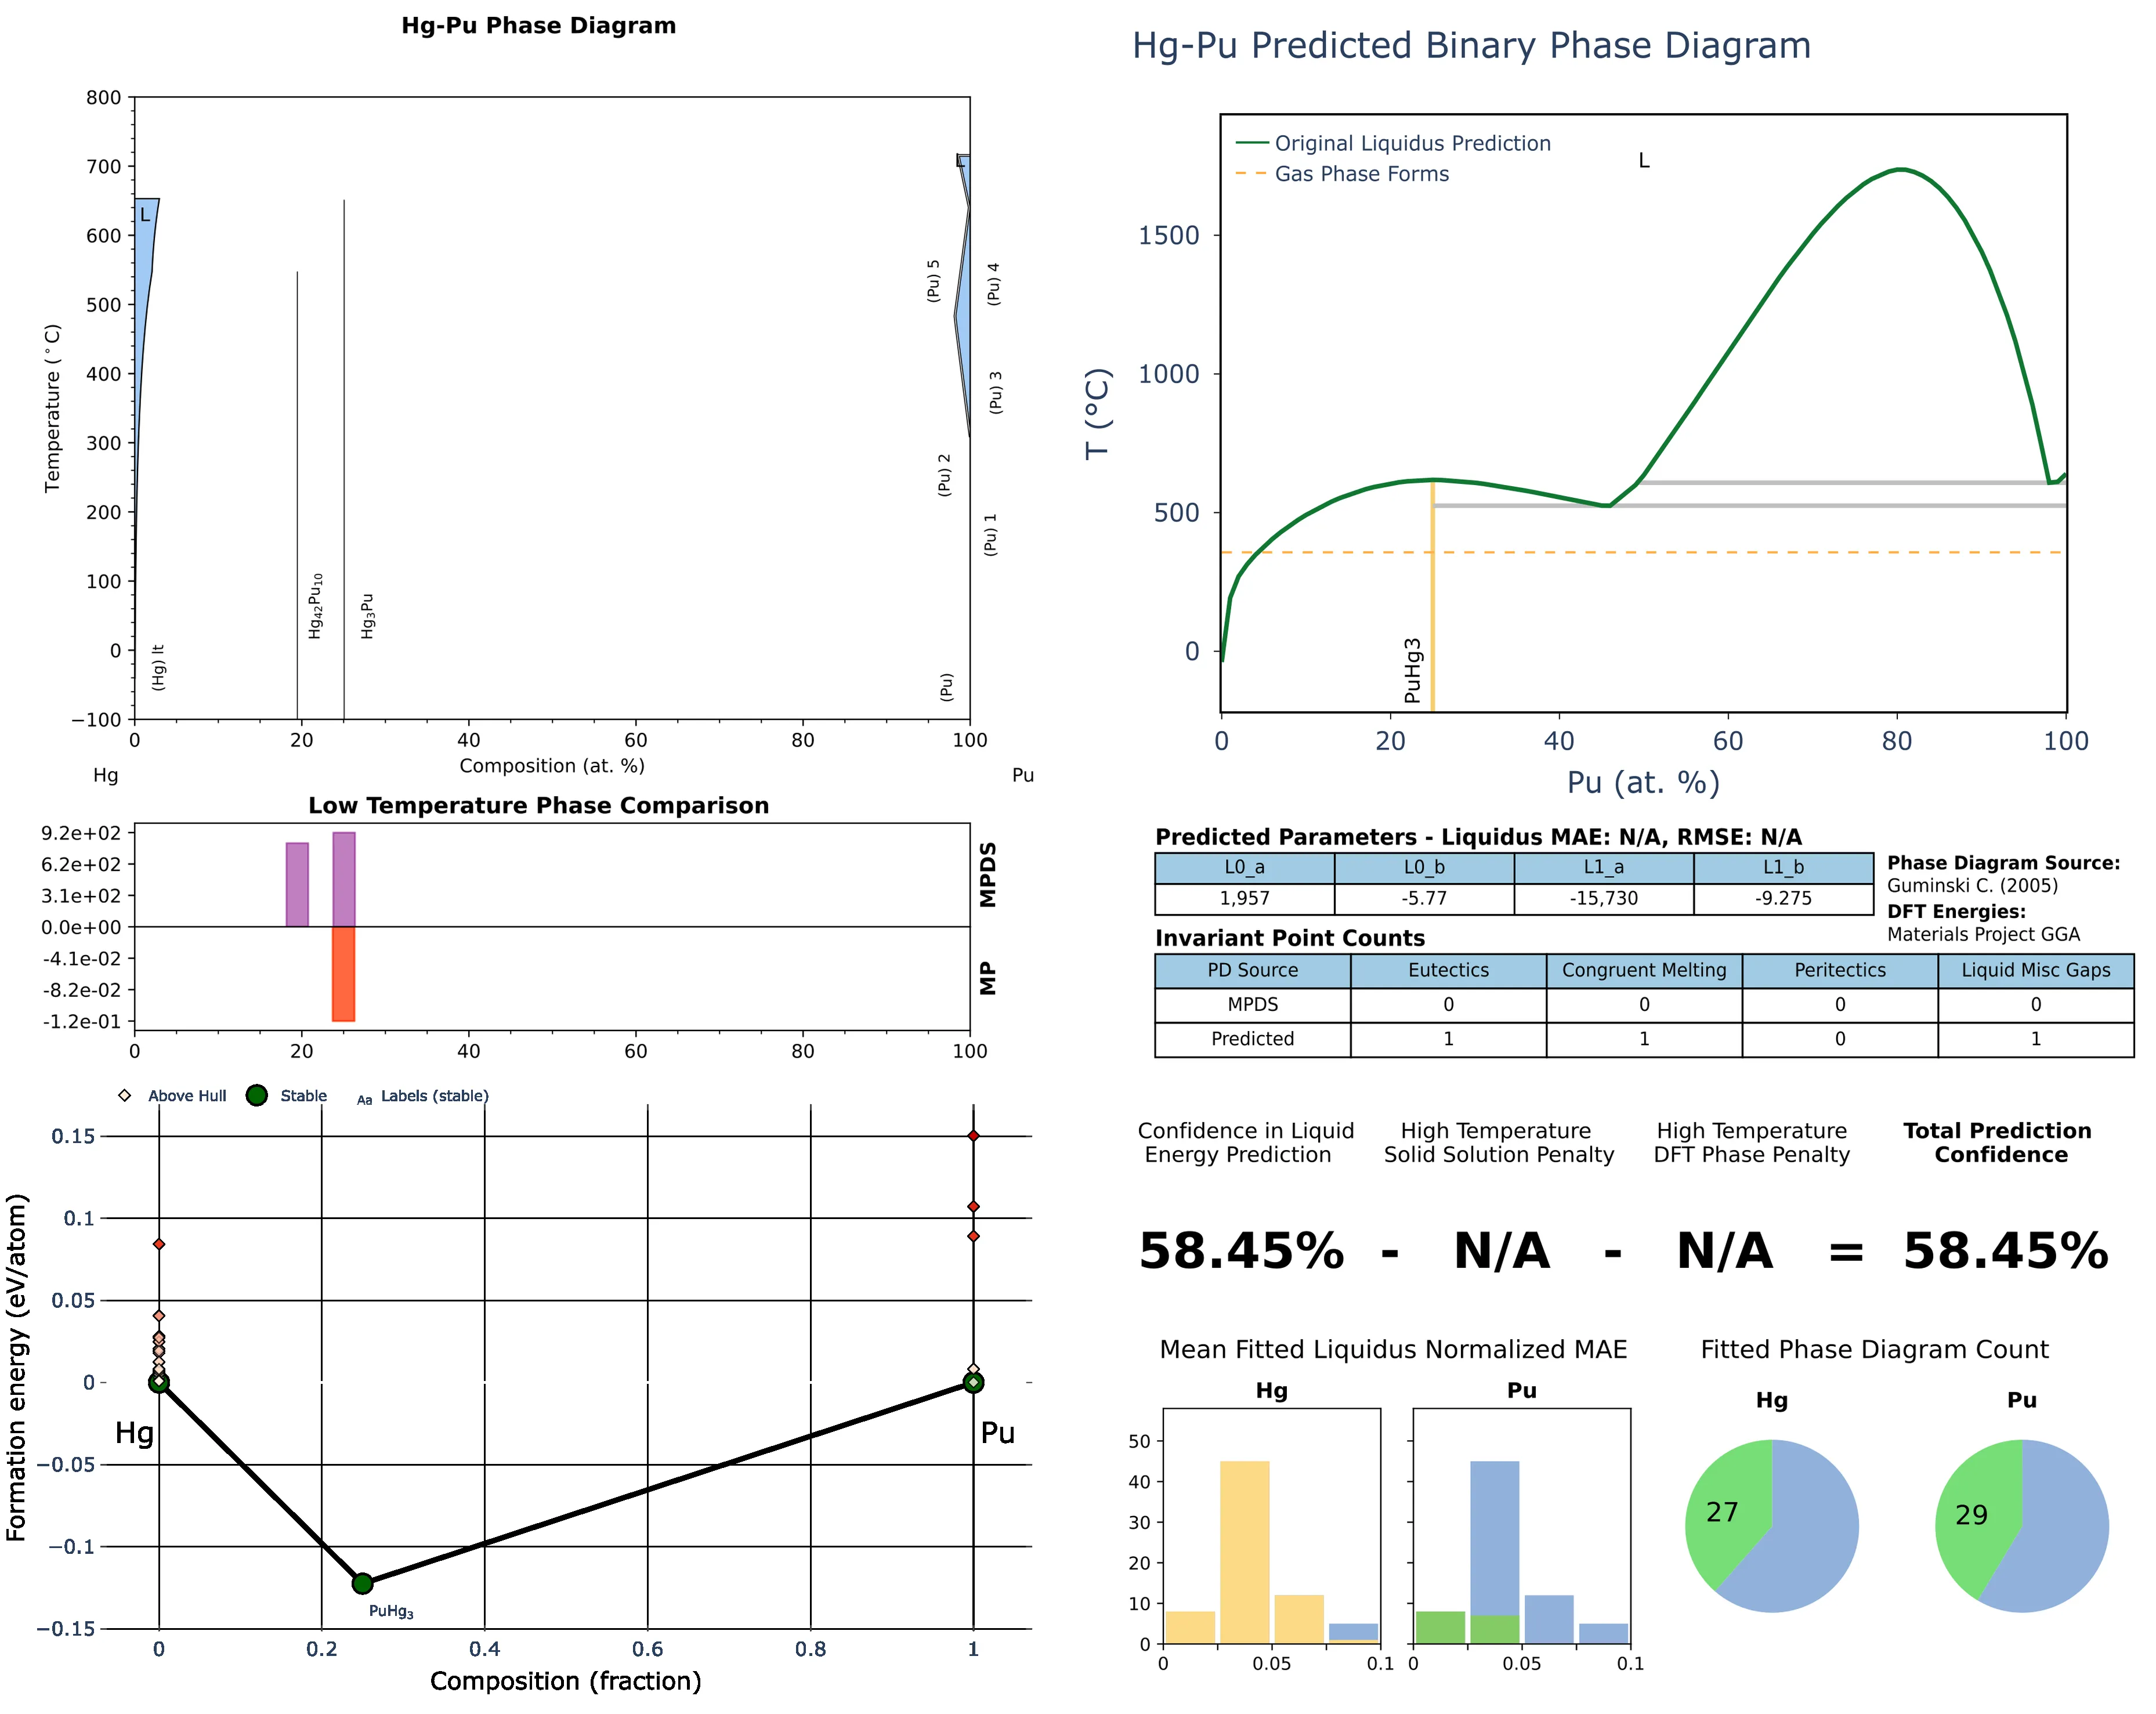 Hg-Pu Phase Diagram
800
700
600
500
400
300
200
100
0
−100
Temperature (°C)
L
L
(Hg) lt
Hg42Pu10
Hg3Pu
(Pu) 5
(Pu) 4
(Pu) 3
(Pu) 2
(Pu) 1
(Pu)
0 20 40 60 80 100
Composition (at. %)
Hg Pu
Low Temperature Phase Comparison
9.2e+02
6.2e+02
3.1e+02
0.0e+00
-4.1e-02
-8.2e-02
-1.2e-01
MPDS
MP
0 20 40 60 80 100
Above Hull Stable Aa Labels (stable)
0.15
0.1
0.05
0
−0.05
−0.1
−0.15
Formation energy (eV/atom)
Hg
Pu
PuHg3
0 0.2 0.4 0.6 0.8 1
Composition (fraction)
Hg-Pu Predicted Binary Phase Diagram
Original Liquidus Prediction
Gas Phase Forms
L
1500
1000
500
0
T (°C)
PuHg3
0 20 40 60 80 100
Pu (at. %)
Predicted Parameters - Liquidus MAE: N/A, RMSE: N/A
L0_a L0_b L1_a L1_b
1,957 -5.77 -15,730 -9.275
Phase Diagram Source:
Guminski C. (2005)
DFT Energies:
Materials Project GGA
Invariant Point Counts
PD Source Eutectics Congruent Melting Peritectics Liquid Misc Gaps
MPDS 0 0 0 0
Predicted 1 1 0 1
Confidence in Liquid
Energy Prediction
High Temperature
Solid Solution Penalty
High Temperature
DFT Phase Penalty
Total Prediction
Confidence
58.45% - N/A - N/A = 58.45%
Mean Fitted Liquidus Normalized MAE
Hg
Pu
50
40
30
20
10
0
0 0.05 0.1
0 0.05 0.1
Fitted Phase Diagram Count
Hg
Pu
27
29